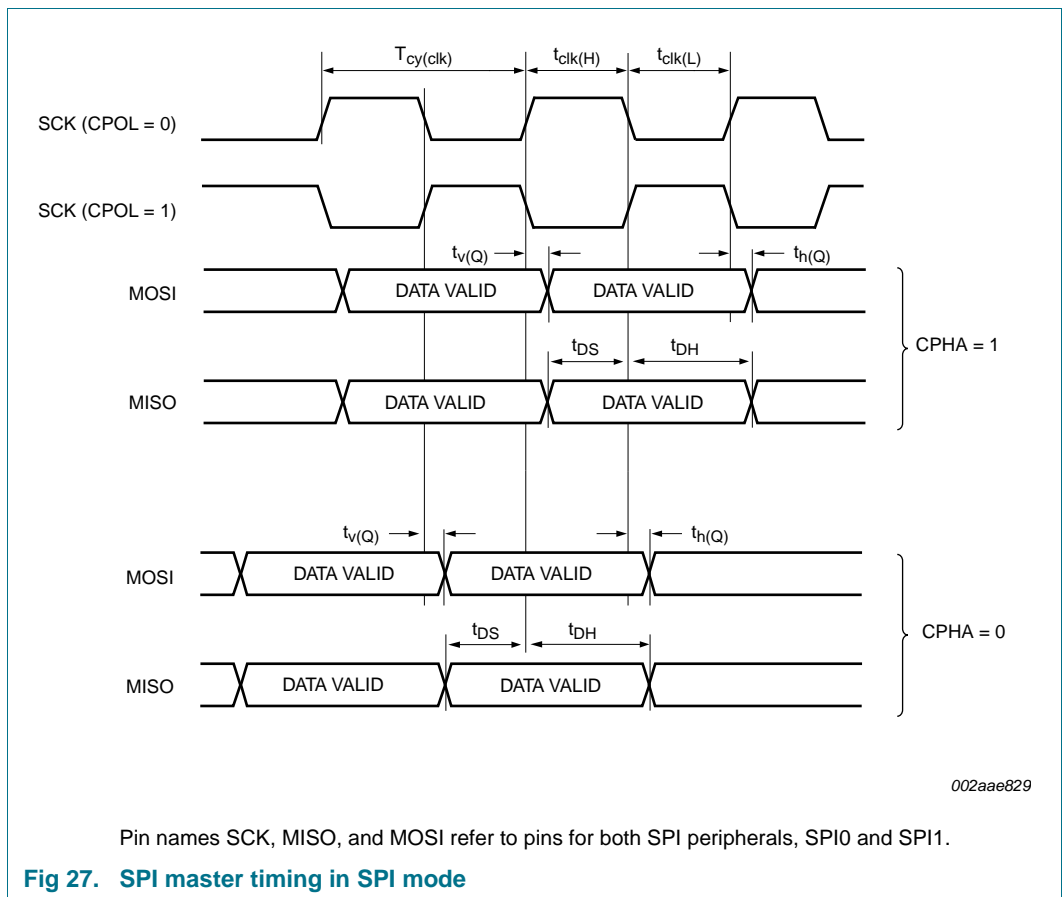 Tcy(clk) tclk(H) tclk(L)
SCK (CPOL = 0)
SCK (CPOL = 1)
tv(Q) th(Q)
MOSI DATA VALID DATA VALID
CPHA = 1
tDS tDH
MISO DATA VALID DATA VALID
tv(Q) th(Q)
MOSI DATA VALID DATA VALID
CPHA = 0
tDS tDH
MISO DATA VALID DATA VALID
002aae829
Pin names SCK, MISO, and MOSI refer to pins for both SPI peripherals, SPI0 and SPI1.
Fig 27. SPI master timing in SPI mode